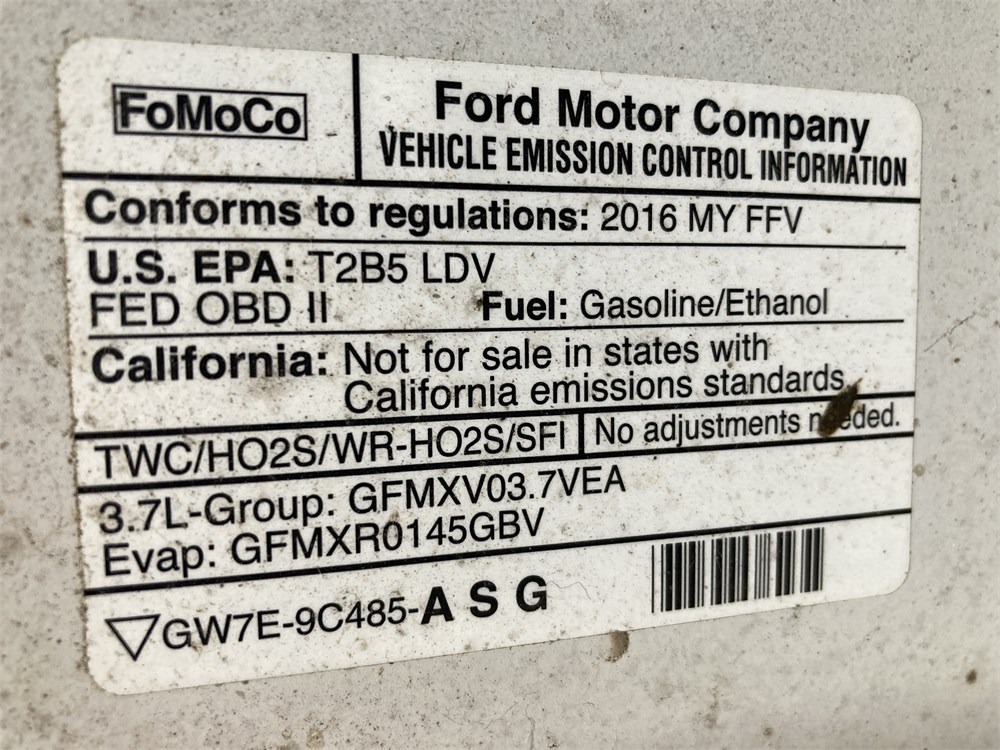 FoMoCo
Ford Motor Company
VEHICLE EMISSION CONTROL INFORMATION
Conforms to regulations: 2016 MY FFV
U.S. EPA: T2B5 LDV
FED OBD II Fuel: Gasoline/Ethanol
California: Not for sale in states with
California emissions standards.
TWC/HO2S/WR-HO2S/SFI No adjustments needed.
3.7L-Group: GFMXV03.7VEA
Evap: GFMXR0145GBV
GW7E-9C485-A S G